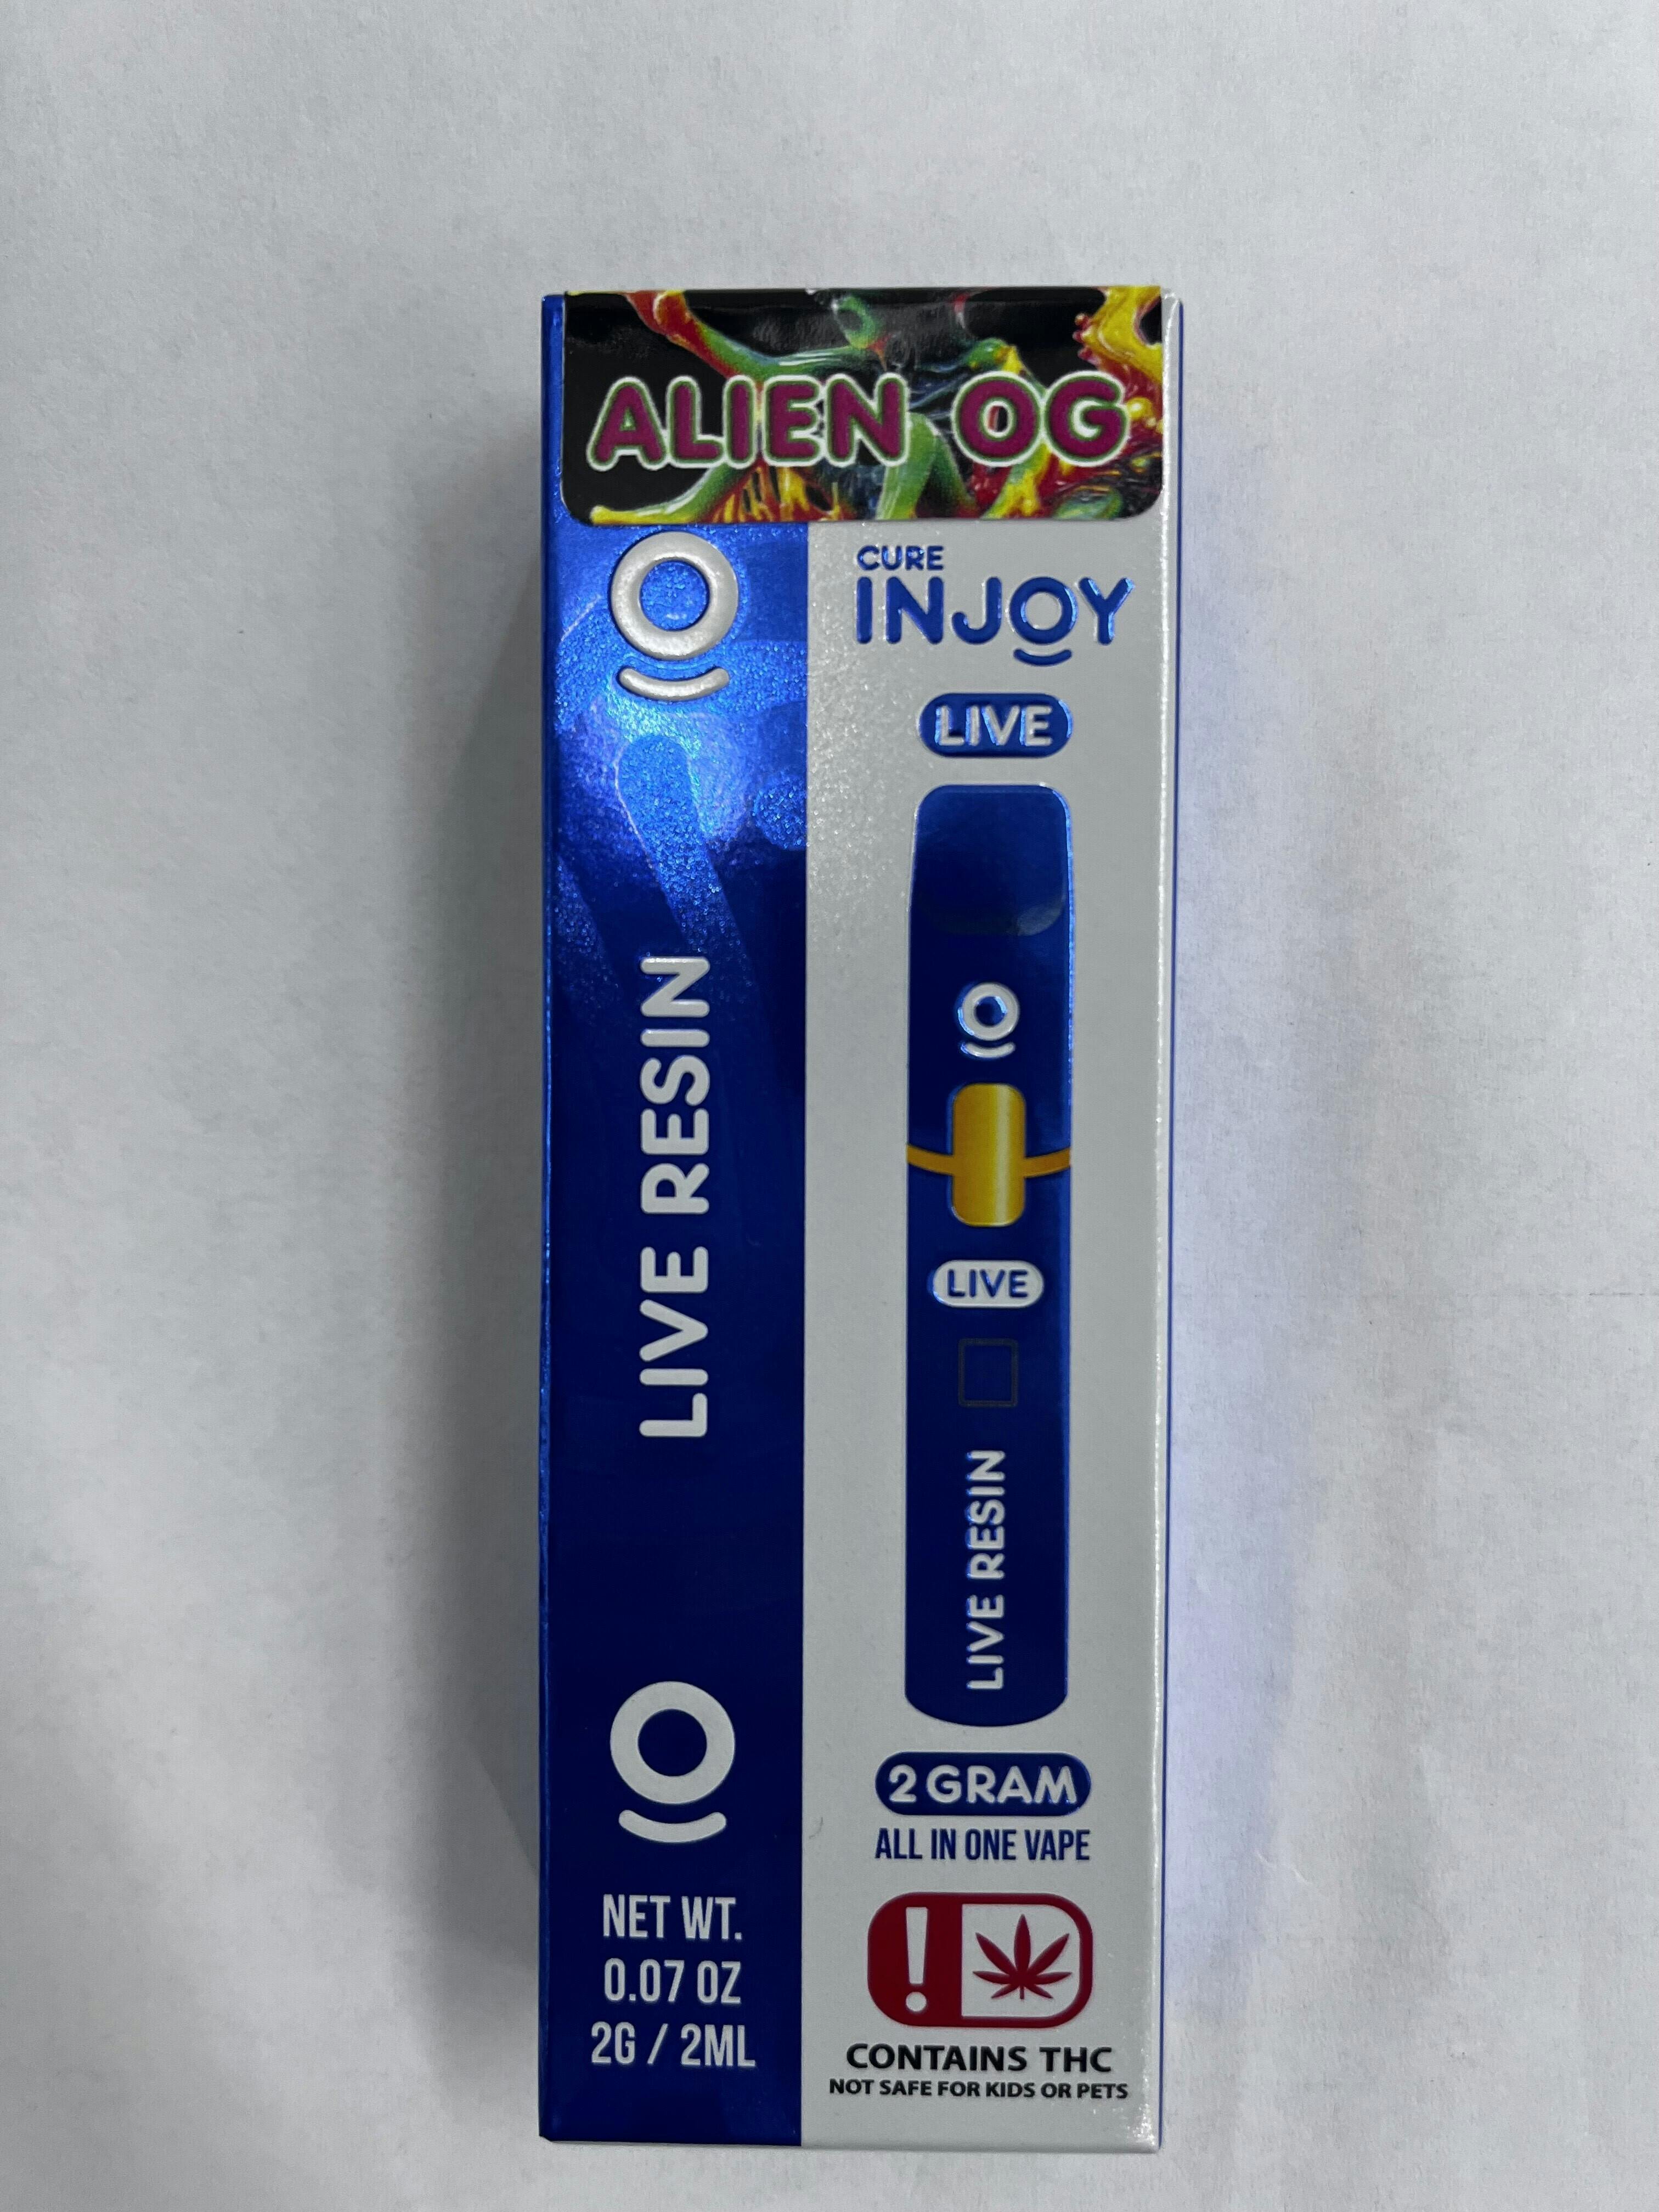 ALIEN OG
LIVE RESIN
NET WT.
0.07 OZ
2G / 2ML
CURE
INJOY
LIVE
LIVE
LIVE RESIN
2 GRAM
ALL IN ONE VAPE
!
CONTAINS THC
NOT SAFE FOR KIDS OR PETS